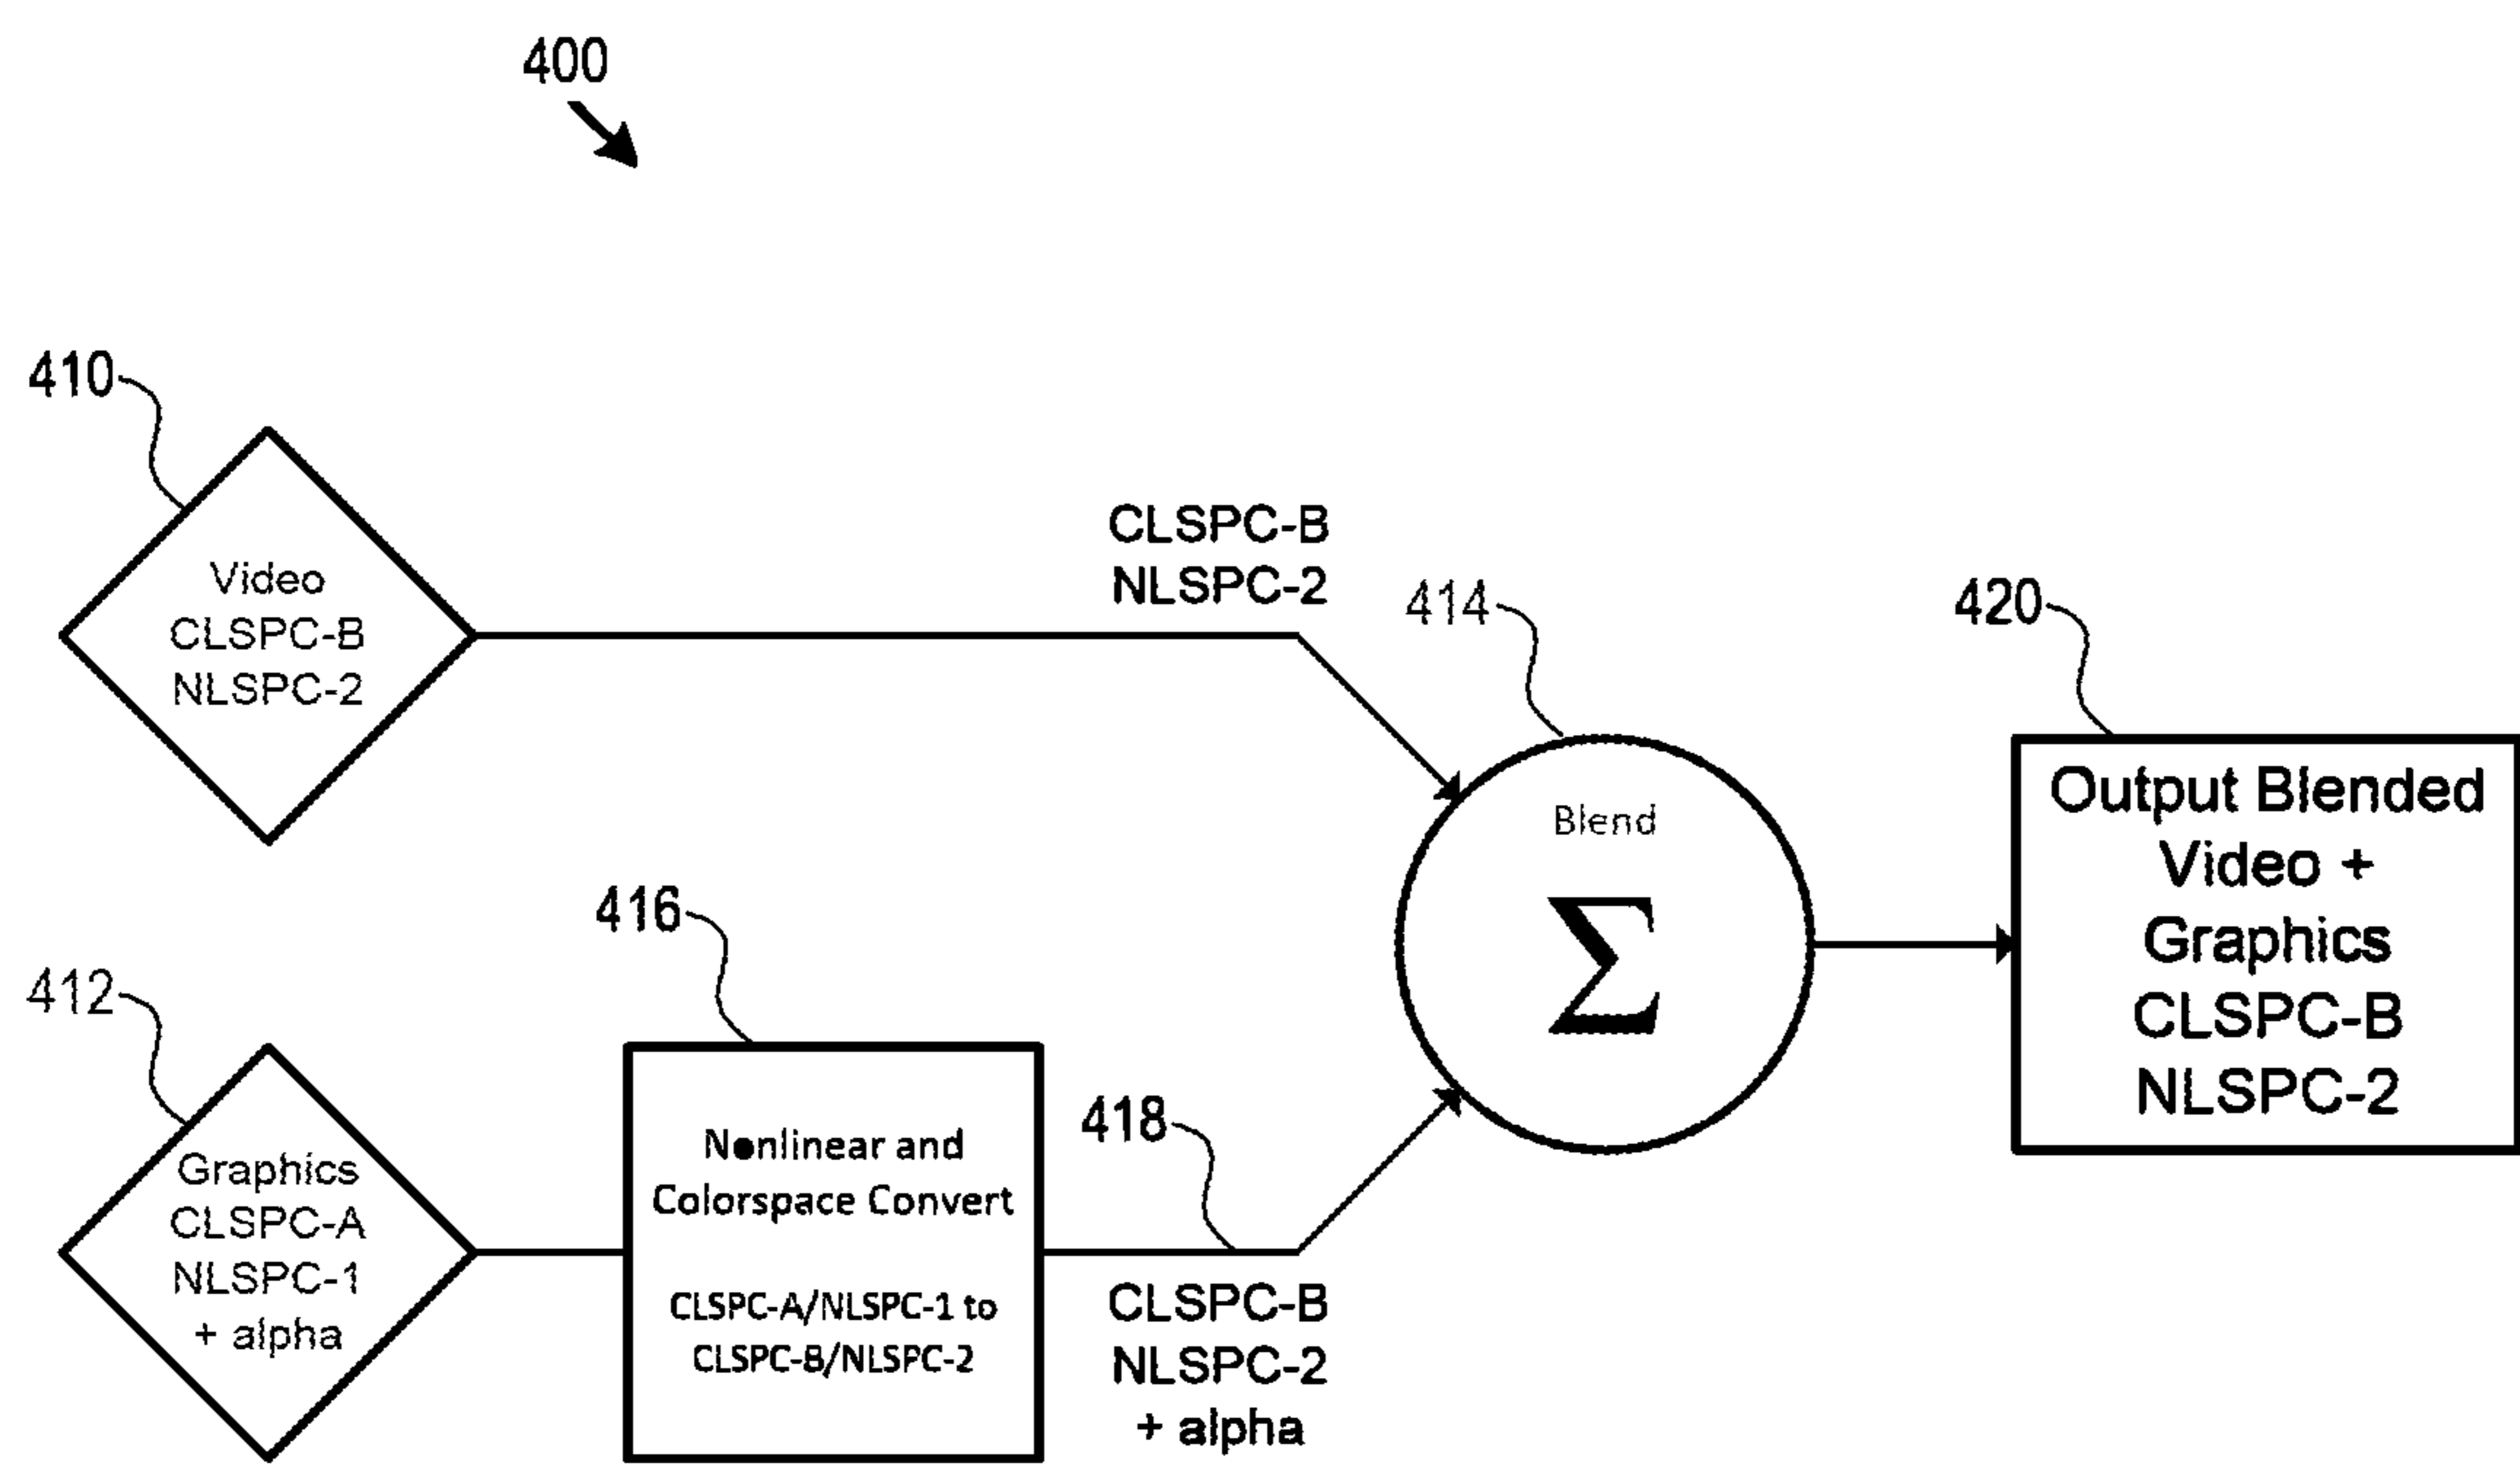 400
410
Video
CLSPC-B
NLSPC-2
CLSPC-B
NLSPC-2
414
420
Blend
Σ
Output Blended
Video +
Graphics
CLSPC-B
NLSPC-2
412
Graphics
CLSPC-A
NLSPC-1
+ alpha
416
Nonlinear and
Colorspace Convert
CLSPC-A/NLSPC-1 to
CLSPC-B/NLSPC-2
418
CLSPC-B
NLSPC-2
+ alpha